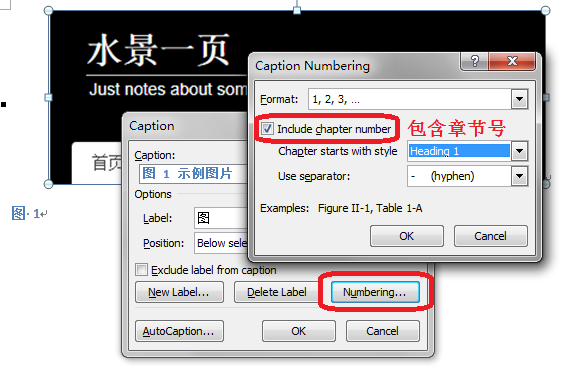 水景一页
Just notes about som
首页
图 1
Caption
Caption:
图 1 示例图片
Options
Label:
图
Position:
Below sele
Exclude label from caption
New Label...
Delete Label
Numbering...
AutoCaption...
OK
Cancel
Caption Numbering
Format:
1, 2, 3, ...
Include chapter number
包含章节号
Chapter starts with style
Heading 1
Use separator:
- (hyphen)
Examples: Figure II-1, Table 1-A
OK
Cancel